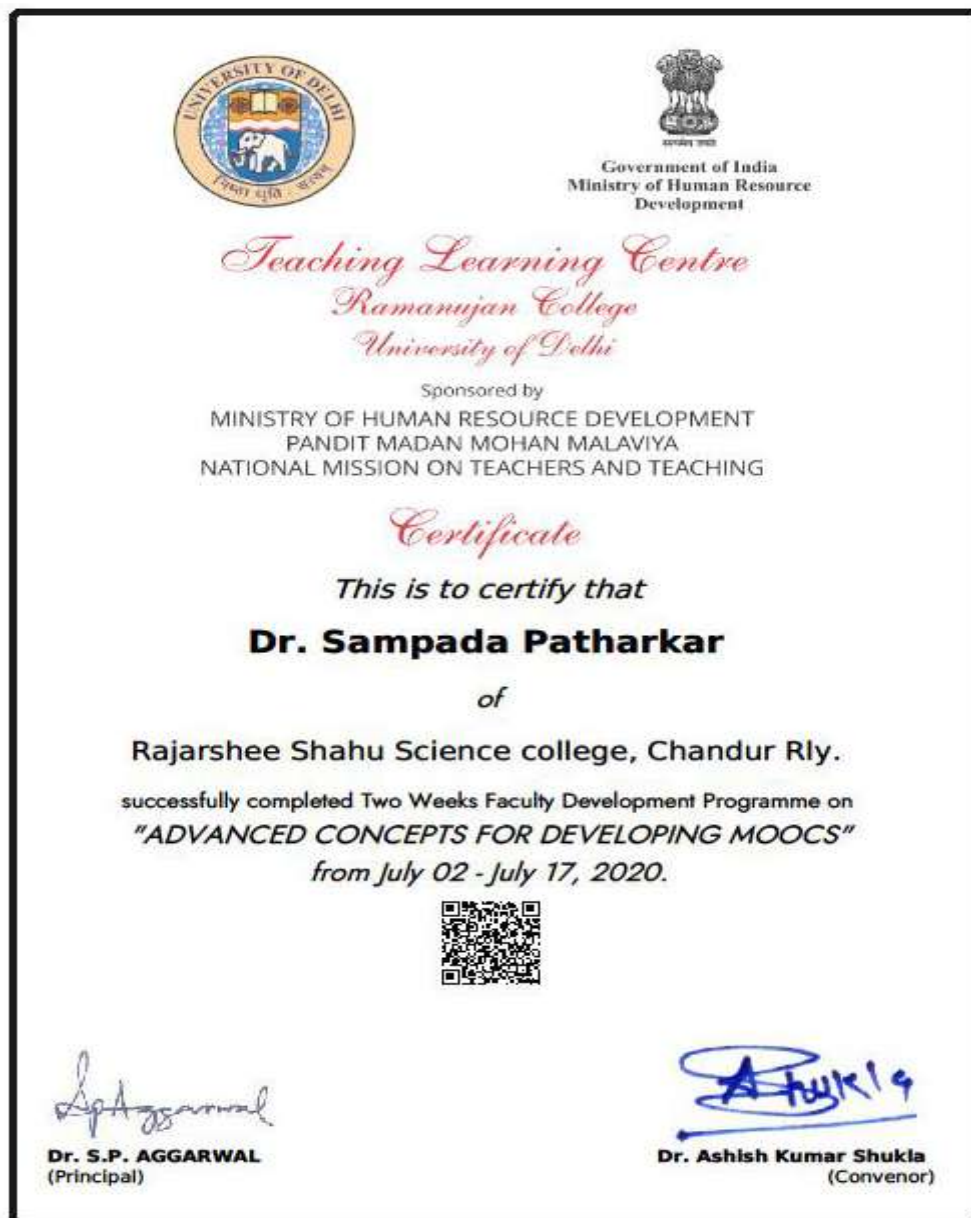 UNIVERSITY OF DELHI
Government of India
Ministry of Human Resource
Development
Teaching Learning Centre
Ramanujan College
University of Delhi
Sponsored by
MINISTRY OF HUMAN RESOURCE DEVELOPMENT
PANDIT MADAN MOHAN MALAVIYA
NATIONAL MISSION ON TEACHERS AND TEACHING
Certificate
This is to certify that
Dr. Sampada Patharkar
of
Rajarshee Shahu Science college, Chandur Rly.
successfully completed Two Weeks Faculty Development Programme on
"ADVANCED CONCEPTS FOR DEVELOPING MOOCS"
from July 02 - July 17, 2020.
SpAggarwal
AShukla
Dr. S.P. AGGARWAL
(Principal)
Dr. Ashish Kumar Shukla
(Convenor)